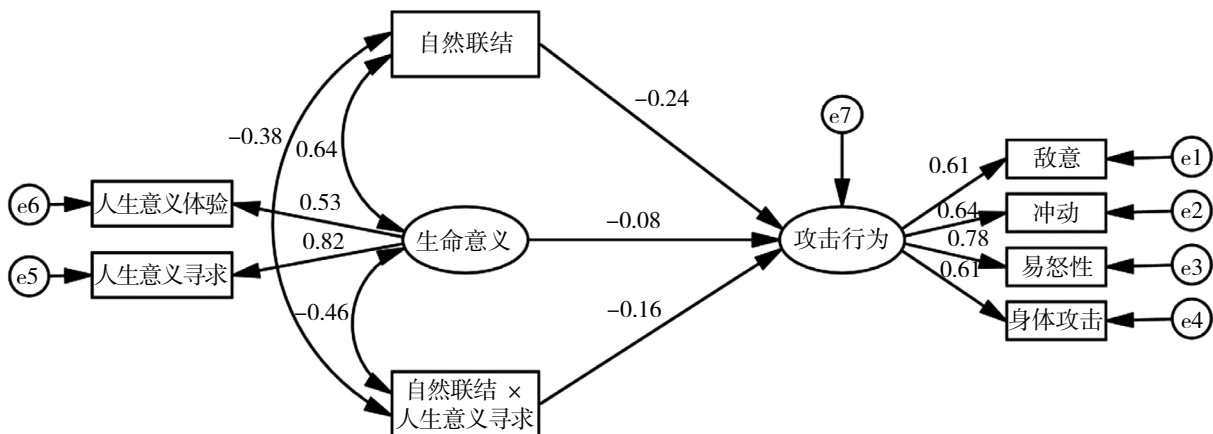 自然联结
−0.24
e7
−0.38
0.64
敌意
e1
0.61
e6
人生意义体验
0.53
0.64
冲动
e2
生命意义
−0.08
攻击行为
0.78
e5
人生意义寻求
0.82
易怒性
e3
0.61
−0.46
−0.16
身体攻击
e4
自然联结 ×
人生意义寻求